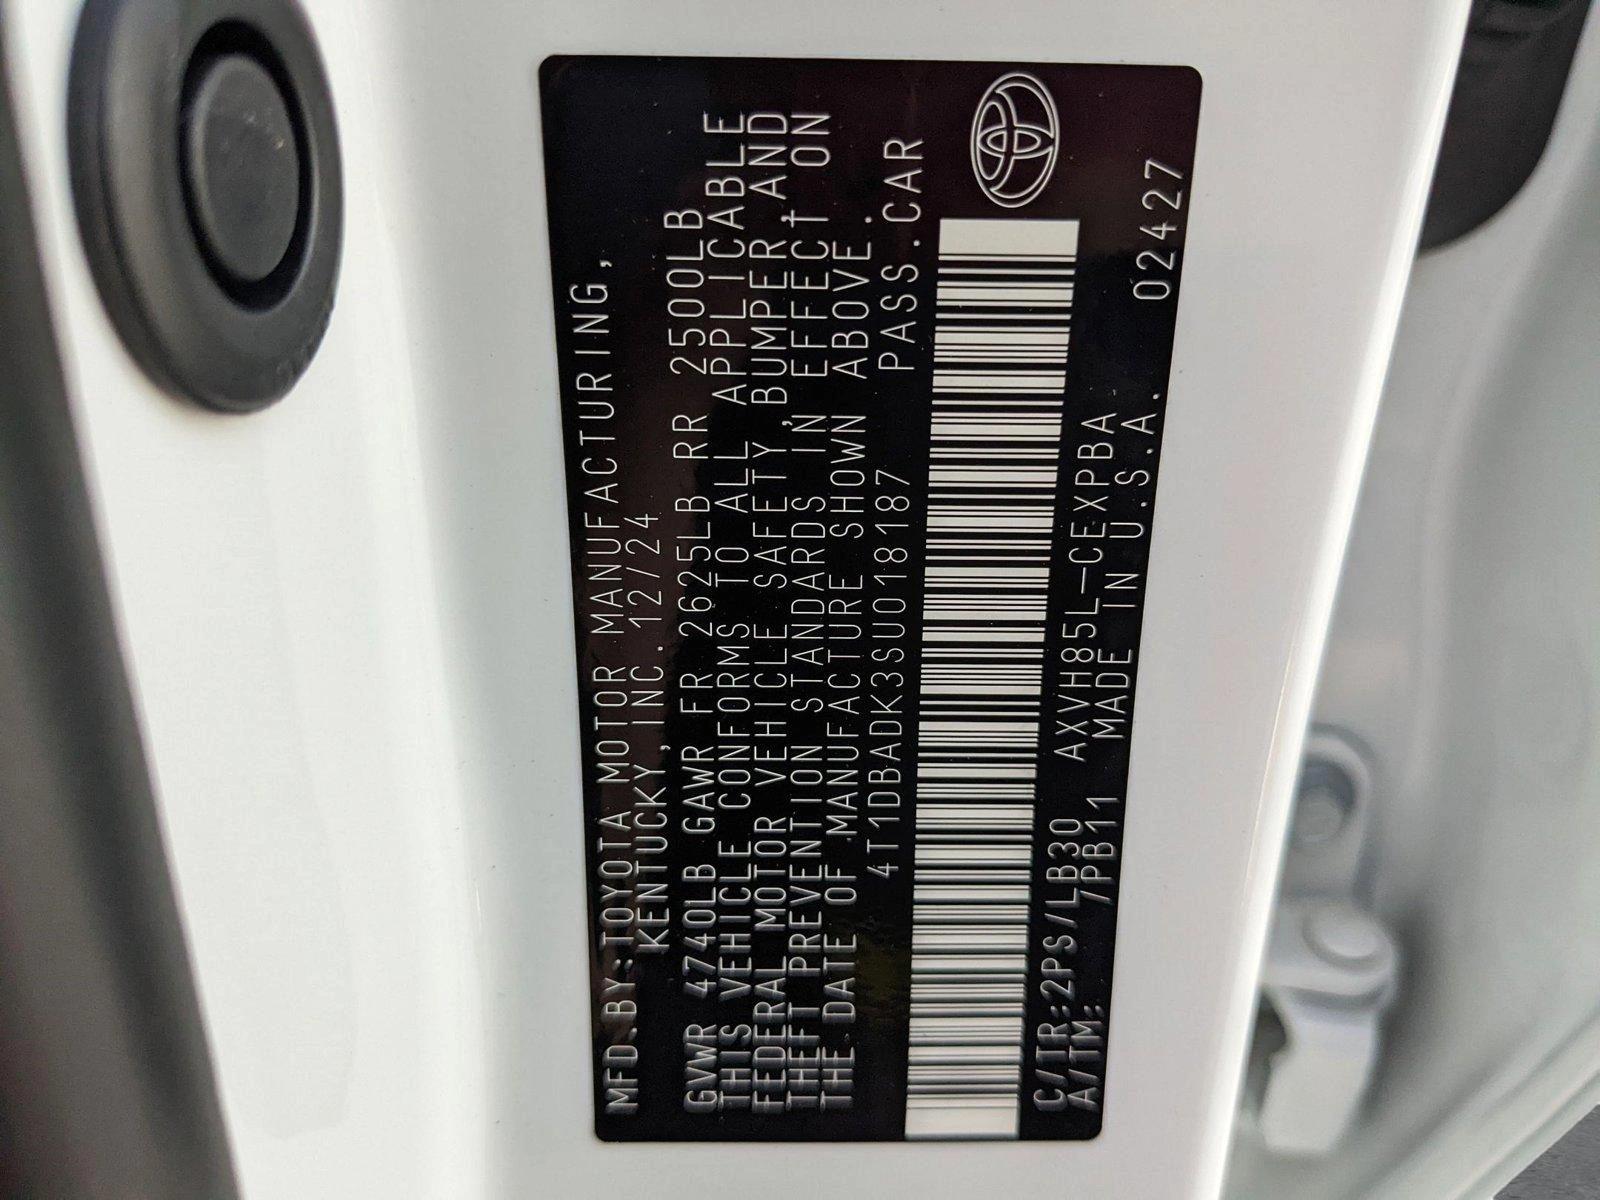 MFD.BY:TOYOTA MOTOR MANUFACTURING,
KENTUCKY,INC.12/24
GVWR 4740LB GAWR FR 2625LB RR 2500LB
THIS VEHICLE CONFORMS TO ALL APPLICABLE
FEDERAL MOTOR VEHICLE SAFETY,BUMPER,AND
THEFT PREVENTION STANDARDS IN EFFECT ON
THE DATE OF MANUFACTURE SHOWN ABOVE.
4T1DBADK3SU018187 PASS.CAR
C/TR:2PS/LB30 AXVH85L-CEXPBA
A/TM: /PB11 MADE IN U.S.A. 02427